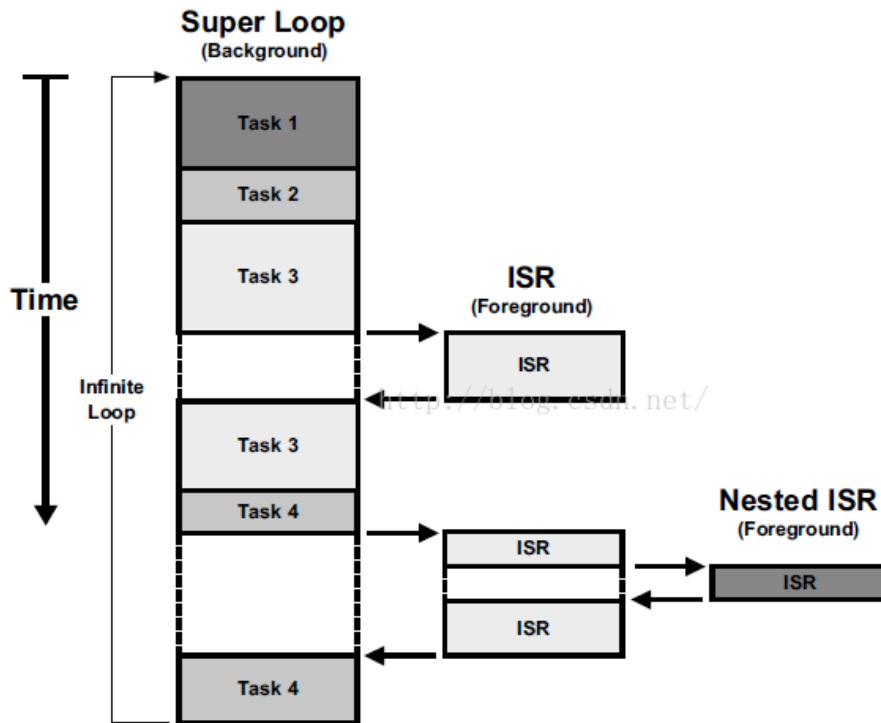 Super Loop
(Background)
Task 1
Task 2
Task 3
ISR
(Foreground)
Time
ISR
Infinite
Loop
http://blog.csdn.net/
Task 3
Task 4
Nested ISR
(Foreground)
ISR
ISR
ISR
Task 4